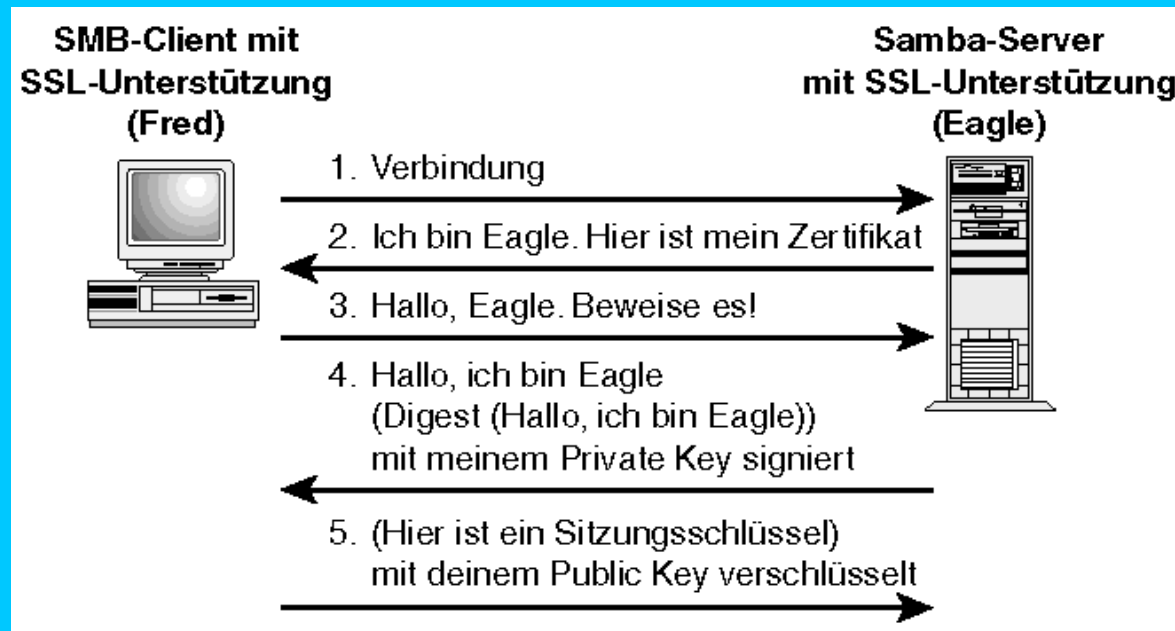 SMB-Client mit
SSL-Unterstützung
(Fred)
Samba-Server
mit SSL-Unterstützung
(Eagle)
1. Verbindung
2. Ich bin Eagle. Hier ist mein Zertifikat
3. Hallo, Eagle. Beweise es!
4. Hallo, ich bin Eagle
(Digest (Hallo, ich bin Eagle))
mit meinem Private Key signiert
5. (Hier ist ein Sitzungsschlüssel)
mit deinem Public Key verschlüsselt